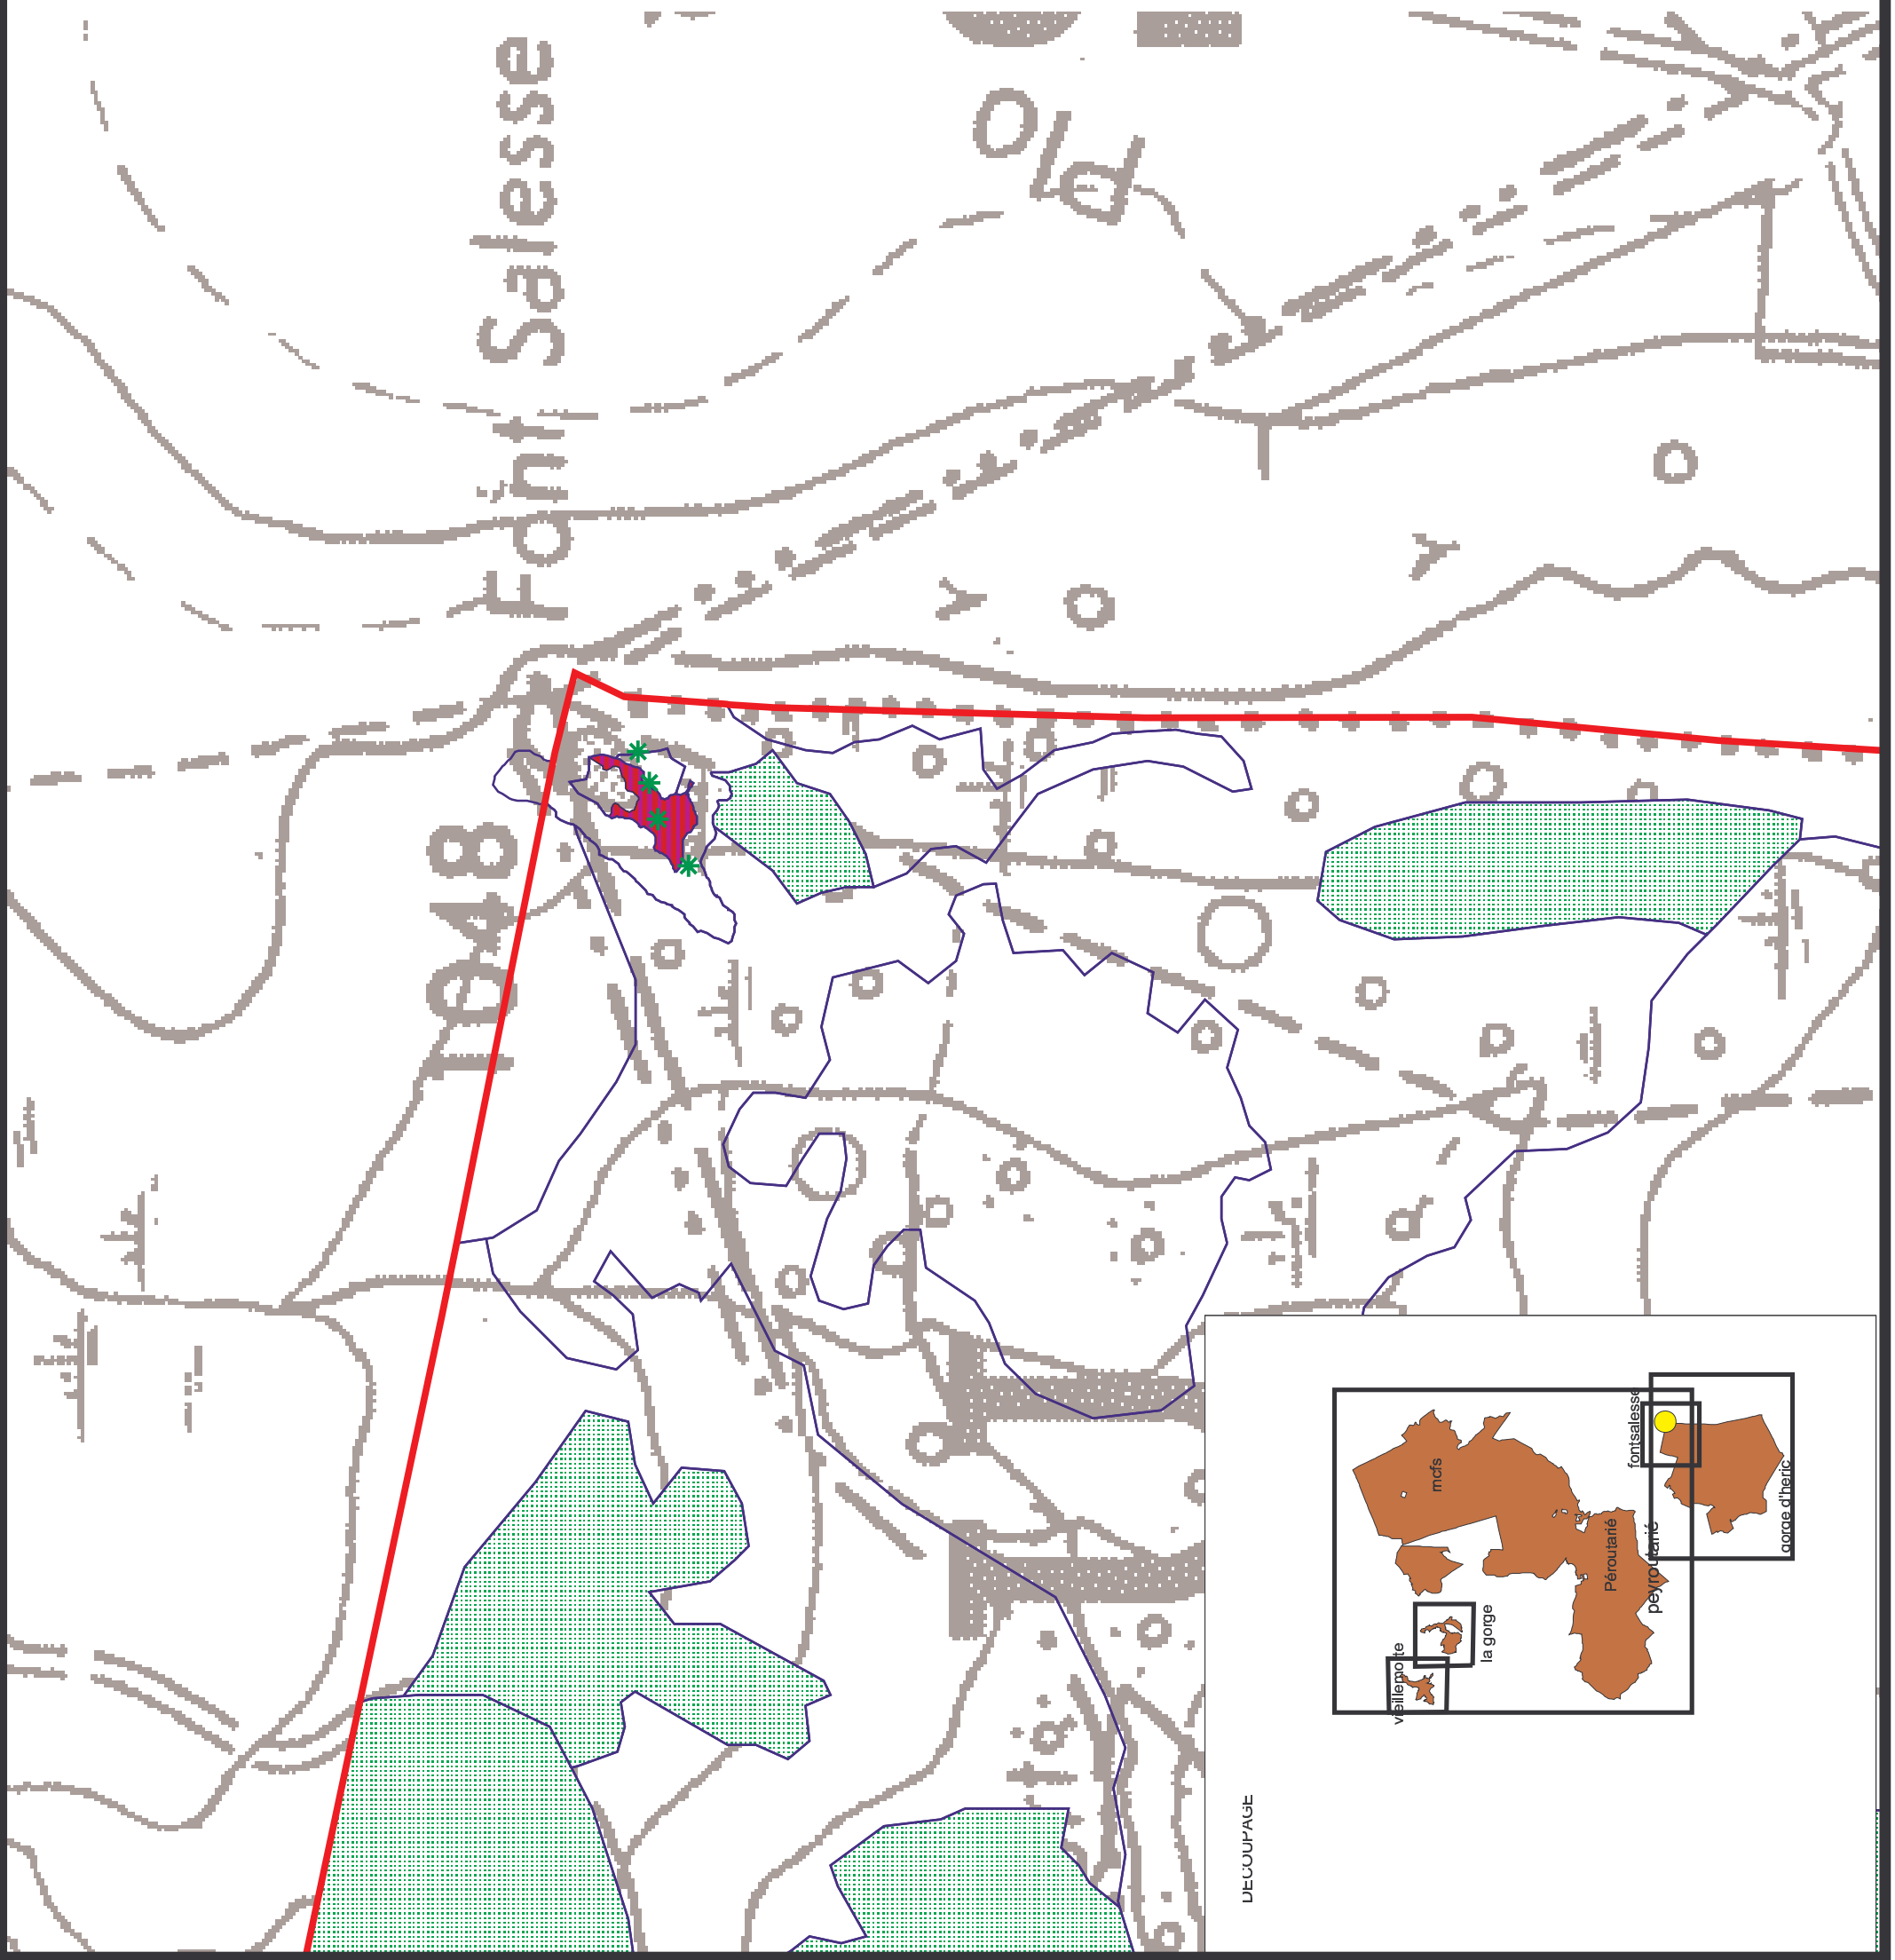 Font Salesse
Old
1048
DECOUPAGE
mcfs
fontsalesse
Péroutarié
peyroutarié
gorge d'heric
la gorge
vieillemorte